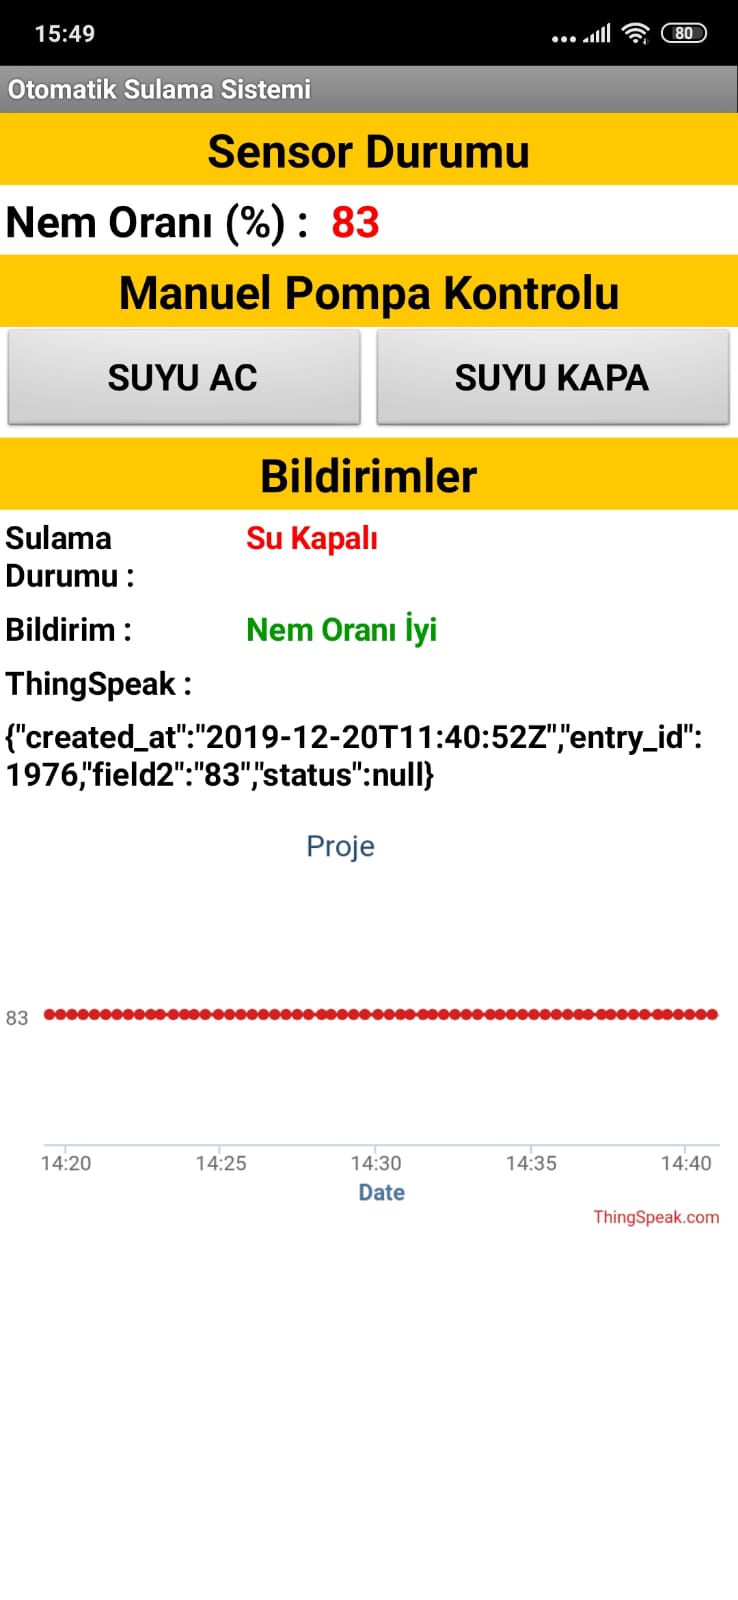 15:49
80
Otomatik Sulama Sistemi
Sensor Durumu
Nem Oranı (%) : 83
Manuel Pompa Kontrolu
SUYU AC
SUYU KAPA
Bildirimler
Sulama Durumu : Su Kapalı
Bildirim : Nem Oranı İyi
ThingSpeak :
{"created_at":"2019-12-20T11:40:52Z","entry_id":
1976,"field2":"83","status":null}
Proje
83
14:20 14:25 14:30 14:35 14:40
Date
ThingSpeak.com